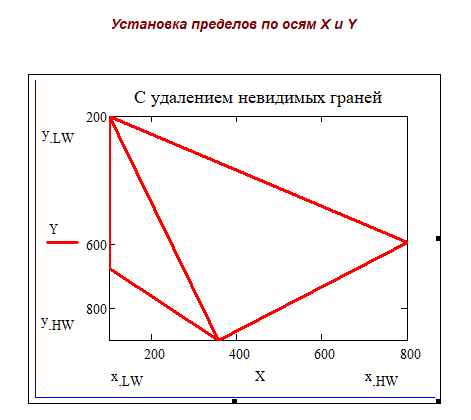 Установка пределов по осям X и Y
С удалением невидимых граней
200
y.LW
Y
600
800
y.HW
200 400 600 800
x.LW X x.HW